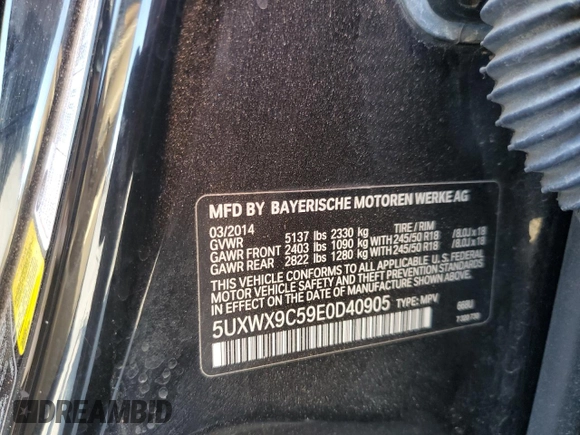 MFD BY BAYERISCHE MOTOREN WERKE AG
03/2014 TIRE / RIM
GVWR 5137 lbs 2330 kg
GAWR FRONT 2403 lbs 1090 kg WITH 245/50 R18 / 8.0J x 18
GAWR REAR 2822 lbs 1280 kg WITH 245/50 R18 / 8.0J x 18
THIS VEHICLE CONFORMS TO ALL APPLICABLE U. S. FEDERAL
MOTOR VEHICLE SAFETY AND THEFT PREVENTION STANDARDS
IN EFFECT ON THE DATE OF MANUFACTURE SHOWN ABOVE.
5UXWX9C59E0D40905 TYPE: MPV
DREAMBID